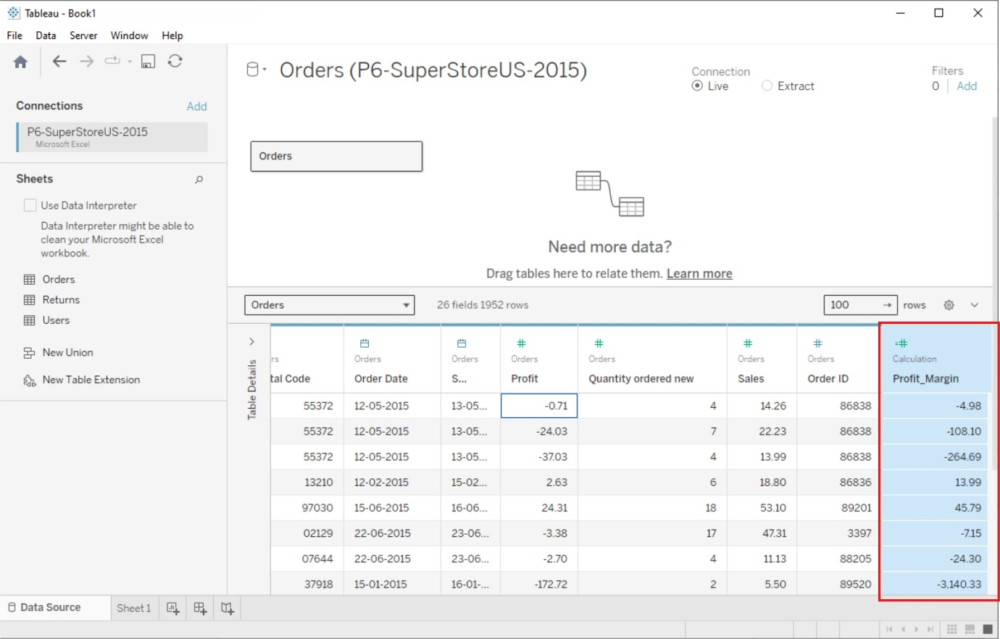 Tableau - Book1
File Data Server Window Help
Orders (P6-SuperStoreUS-2015)
Connection
Live Extract
Filters
0 Add
Connections Add
P6-SuperStoreUS-2015
Microsoft Excel
Sheets
Use Data Interpreter
Data Interpreter might be able to
clean your Microsoft Excel
workbook.
Orders
Returns
Users
New Union
New Table Extension
Orders
Need more data?
Drag tables here to relate them. Learn more
Orders 26 fields 1952 rows 100 rows
Table Details
rs Orders Orders Orders Orders Orders Orders Calculation
tal Code Order Date S... Profit Quantity ordered new Sales Order ID Profit_Margin
55372 12-05-2015 13-05... -0.71 4 14.26 86838 -4.98
55372 12-05-2015 13-05... -24.03 7 22.23 86838 -108.10
55372 12-05-2015 13-05... -37.03 4 13.99 86838 -264.69
13210 12-02-2015 15-02... 2.63 6 18.80 86836 13.99
97030 15-06-2015 16-06... 24.31 18 53.10 89201 45.79
02129 22-06-2015 23-06... -3.38 17 47.31 3397 -7.15
07644 22-06-2015 23-06... -2.70 4 11.13 88205 -24.30
37918 15-01-2015 16-01-... -172.72 2 5.50 89520 -3,140.33
Data Source Sheet 1